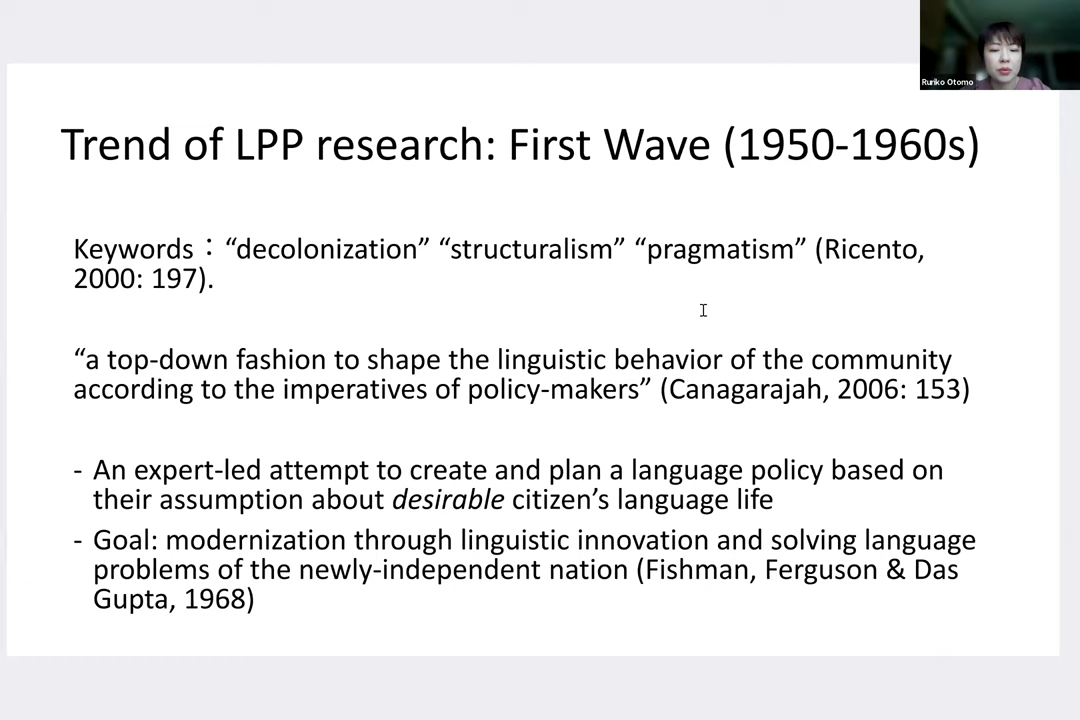 Ruriko Otomo
Trend of LPP research: First Wave (1950-1960s)
Keywords：“decolonization” “structuralism” “pragmatism” (Ricento,
2000: 197).
“a top-down fashion to shape the linguistic behavior of the community
according to the imperatives of policy-makers” (Canagarajah, 2006: 153)
- An expert-led attempt to create and plan a language policy based on
their assumption about desirable citizen’s language life
- Goal: modernization through linguistic innovation and solving language
problems of the newly-independent nation (Fishman, Ferguson & Das
Gupta, 1968)